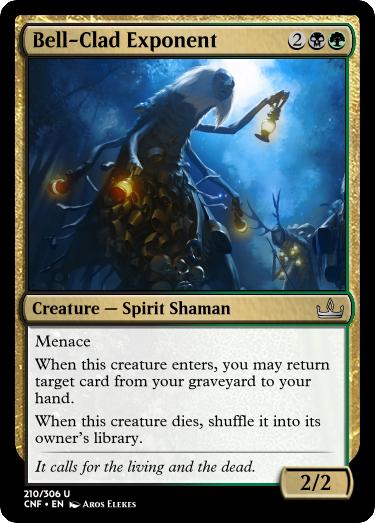 Bell-Clad Exponent 2
Creature — Spirit Shaman
Menace
When this creature enters, you may return
target card from your graveyard to your
hand.
When this creature dies, shuffle it into its
owner's library.
It calls for the living and the dead.
2/2
210/306 U
CNF • EN Aros Elekes